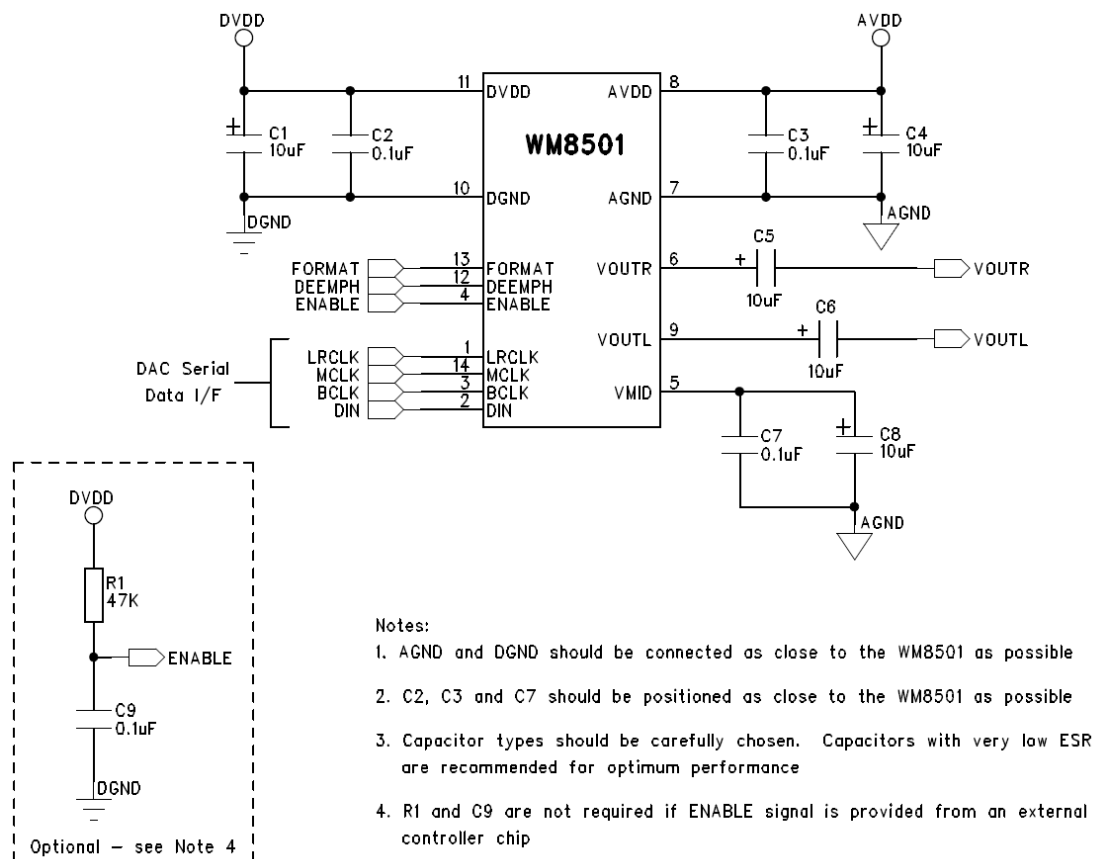 DVDD
AVDD
11
DVDD
AVDD
8
C1
10uF
C2
0.1uF
WM8501
C3
0.1uF
C4
10uF
10
DGND
AGND
7
DGND
AGND
C5
FORMAT
13
FORMAT
VOUTR
6
VOUTR
DEEMPH
12
DEEMPH
10uF
ENABLE
4
ENABLE
C6
VOUTL
9
VOUTL
10uF
DAC Serial
Data I/F
LRCLK
1
LRCLK
MCLK
14
MCLK
BCLK
3
BCLK
DIN
2
DIN
VMID
5
C7
0.1uF
C8
10uF
AGND
DVDD
R1
47K
ENABLE
C9
0.1uF
DGND
Optional – see Note 4
Notes:
1. AGND and DGND should be connected as close to the WM8501 as possible
2. C2, C3 and C7 should be positioned as close to the WM8501 as possible
3. Capacitor types should be carefully chosen. Capacitors with very low ESR
are recommended for optimum performance
4. R1 and C9 are not required if ENABLE signal is provided from an external
controller chip